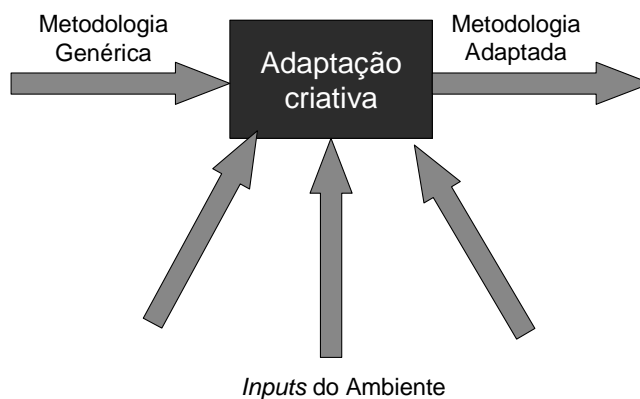 Metodologia
Genérica
Adaptação
criativa
Metodologia
Adaptada
Inputs do Ambiente